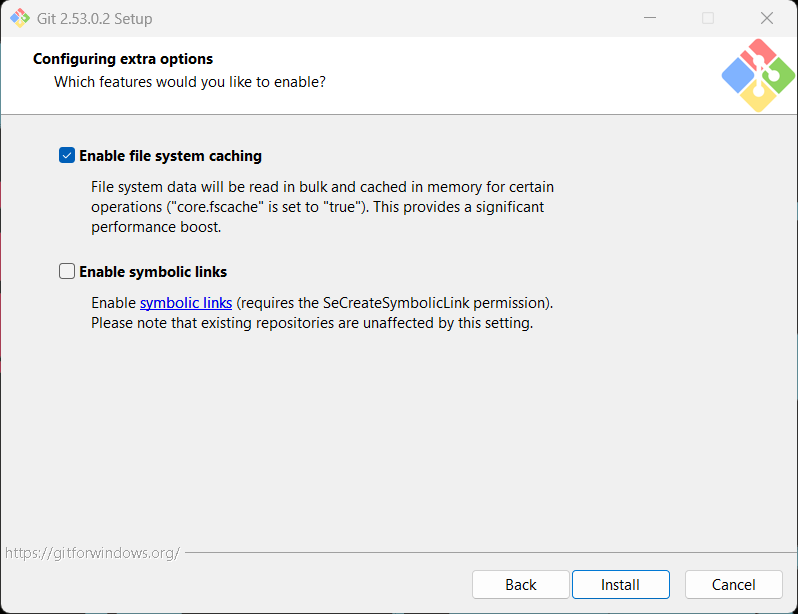 Git 2.53.0.2 Setup
Configuring extra options
Which features would you like to enable?
Enable file system caching
File system data will be read in bulk and cached in memory for certain
operations ("core.fscache" is set to "true"). This provides a significant
performance boost.
Enable symbolic links
Enable symbolic links (requires the SeCreateSymbolicLink permission).
Please note that existing repositories are unaffected by this setting.
https://gitforwindows.org/
Back Install Cancel